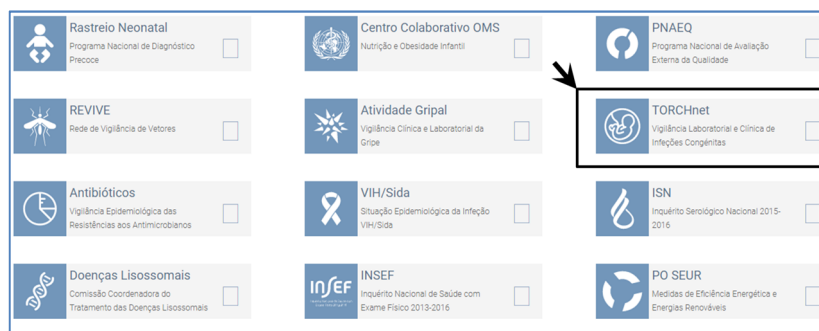 Rastreio Neonatal
Programa Nacional de Diagnóstico
Precoce
Centro Colaborativo OMS
Nutrição e Obesidade Infantil
PNAEQ
Programa Nacional de Avaliação
Externa da Qualidade
REVIVE
Rede de Vigilância de Vetores
Atividade Gripal
Vigilância Clínica e Laboratorial da
Gripe
TORCHnet
Vigilância Laboratorial e Clínica de
Infeções Congénitas
Antibióticos
Vigilância Epidemiológica das
Resistências aos Antimicrobianos
VIH/Sida
Situação Epidemiológica da Infeção
VIH/Sida
ISN
Inquérito Serológico Nacional 2015-
2016
Doenças Lisossomais
Comissão Coordenadora do
Tratamento das Doenças Lisossomais
INSEF
INSEF
Inquérito Nacional de Saúde com
Exame Físico 2013-2016
PO SEUR
Medidas de Eficiência Energética e
Energias Renováveis